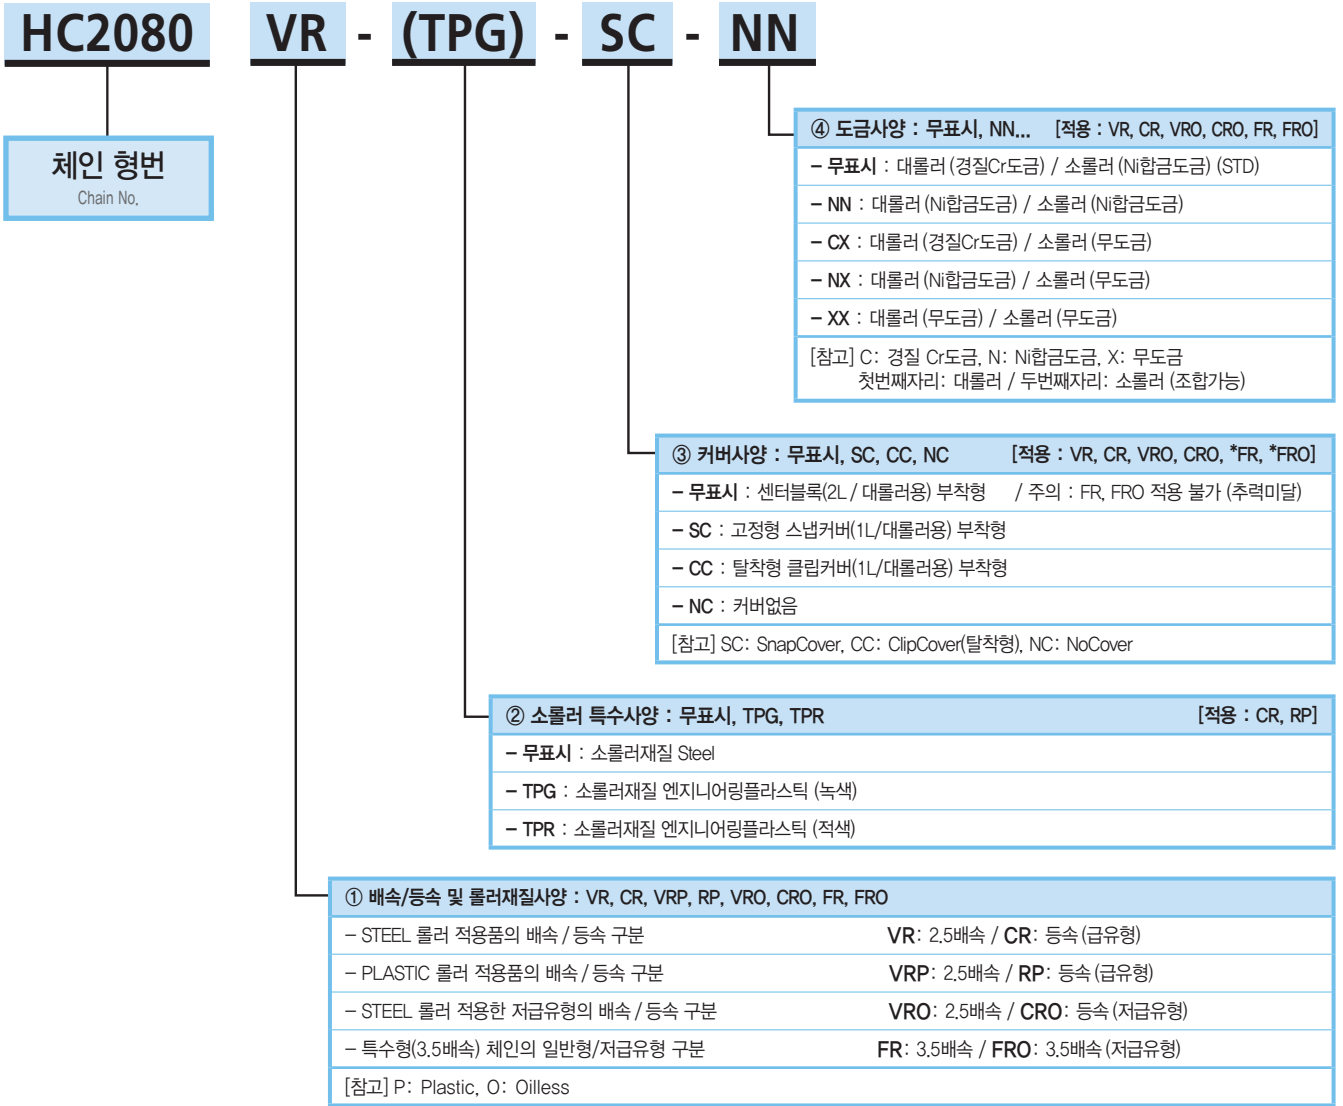 HC2080 VR - (TPG) - SC - NN
체인 형번
Chain No.
④ 도금사양 : 무표시, NN... [적용 : VR, CR, VRO, CRO, FR, FRO]
– 무표시 : 대롤러 (경질Cr도금) / 소롤러 (Ni합금도금) (STD)
– NN : 대롤러 (Ni합금도금) / 소롤러 (Ni합금도금)
– CX : 대롤러 (경질Cr도금) / 소롤러 (무도금)
– NX : 대롤러 (Ni합금도금) / 소롤러 (무도금)
– XX : 대롤러 (무도금) / 소롤러 (무도금)
[참고] C: 경질 Cr도금, N: Ni합금도금, X: 무도금
첫번째자리: 대롤러 / 두번째자리: 소롤러 (조합가능)
③ 커버사양 : 무표시, SC, CC, NC [적용 : VR, CR, VRO, CRO, *FR, *FRO]
– 무표시 : 센터블록(2L / 대롤러용) 부착형 / 주의 : FR, FRO 적용 불가 (추력미달)
– SC : 고정형 스냅커버(1L/대롤러용) 부착형
– CC : 탈착형 클립커버(1L/대롤러용) 부착형
– NC : 커버없음
[참고] SC: SnapCover, CC: ClipCover(탈착형), NC: NoCover
② 소롤러 특수사양 : 무표시, TPG, TPR [적용 : CR, RP]
– 무표시 : 소롤러재질 Steel
– TPG : 소롤러재질 엔지니어링플라스틱 (녹색)
– TPR : 소롤러재질 엔지니어링플라스틱 (적색)
① 배속/등속 및 롤러재질사양 : VR, CR, VRP, RP, VRO, CRO, FR, FRO
– STEEL 롤러 적용품의 배속 / 등속 구분 VR: 2.5배속 / CR: 등속 (급유형)
– PLASTIC 롤러 적용품의 배속 / 등속 구분 VRP: 2.5배속 / RP: 등속 (급유형)
– STEEL 롤러 적용한 저급유형의 배속 / 등속 구분 VRO: 2.5배속 / CRO: 등속 (저급유형)
– 특수형(3.5배속) 체인의 일반형/저급유형 구분 FR: 3.5배속 / FRO: 3.5배속 (저급유형)
[참고] P: Plastic, O: Oilless